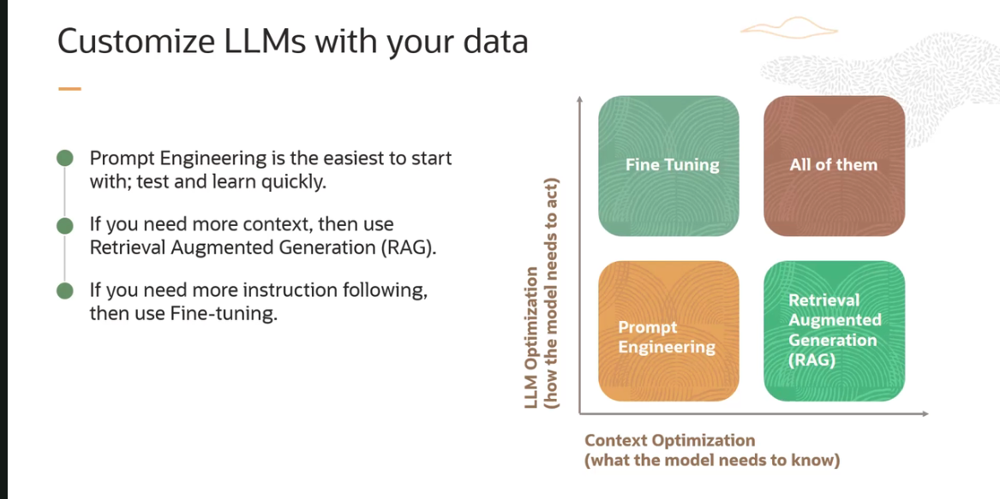 Customize LLMs with your data
Prompt Engineering is the easiest to start
with; test and learn quickly.
If you need more context, then use
Retrieval Augmented Generation (RAG).
If you need more instruction following,
then use Fine-tuning.
LLM Optimization
(how the model needs to act)
Fine Tuning
All of them
Prompt
Engineering
Retrieval
Augmented
Generation
(RAG)
Context Optimization
(what the model needs to know)